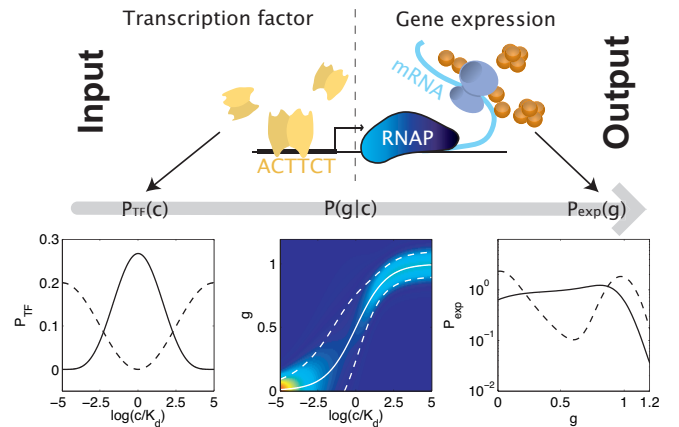 Transcription factor
Gene expression
Input
Output
mRNA
RNAP
ACTTCT
P_TF(c)
P(g|c)
P_exp(g)
0.3
0.2
0.1
0
P_TF
-5
-2.5
0
2.5
5
log(c/K_d)
1
0.5
0
g
-5
-2.5
0
2.5
5
log(c/K_d)
10^0
10^-1
10^-2
P_exp
0
0.5
1
1.2
g